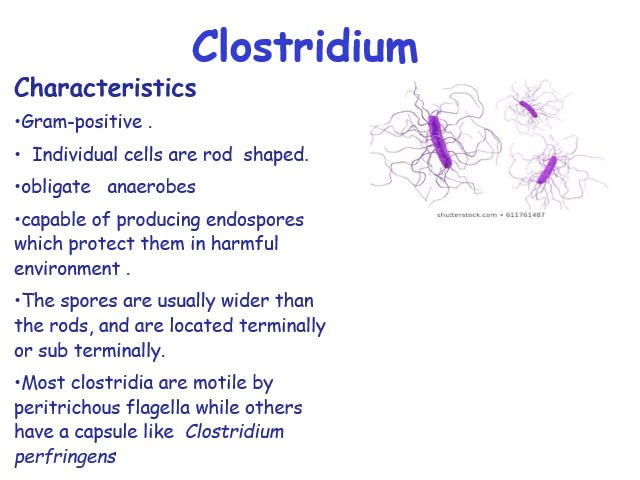 Clostridium
Characteristics
•Gram-positive .
• Individual cells are rod shaped.
•obligate anaerobes
•capable of producing endospores
which protect them in harmful
environment .
•The spores are usually wider than
the rods, and are located terminally
or sub terminally.
•Most clostridia are motile by
peritrichous flagella while others
have a capsule like Clostridium
perfringens
shutterstock.com • 611761487